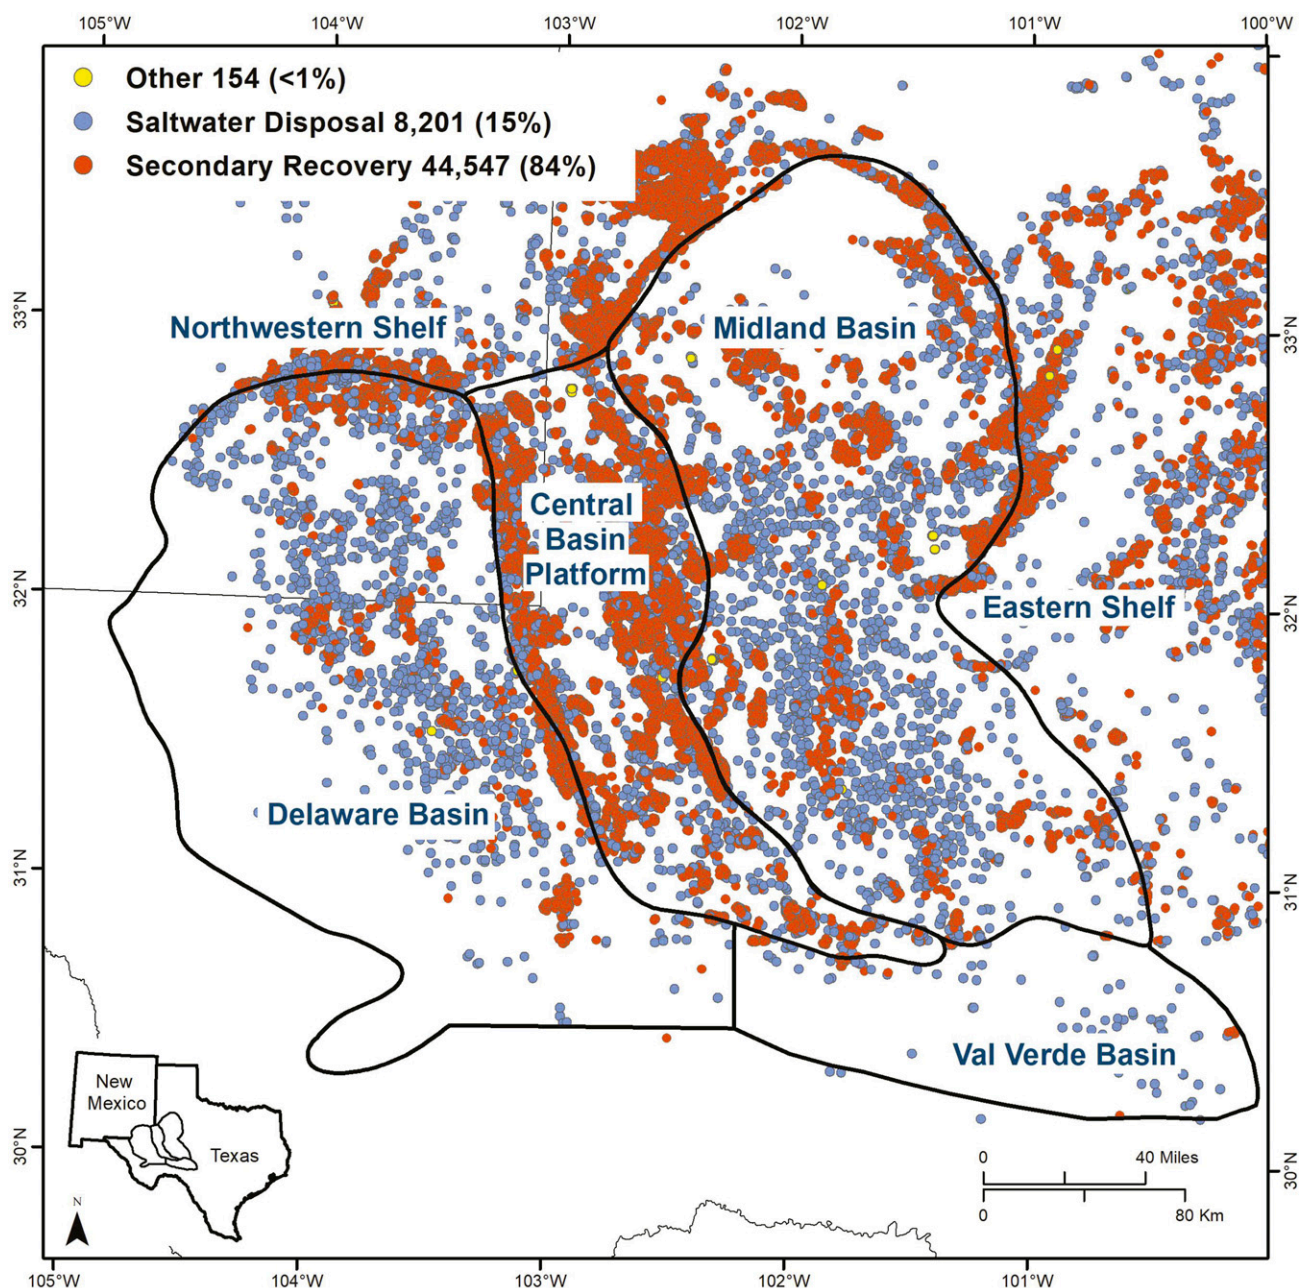 105°W 104°W 103°W 102°W 101°W 100°W
Other 154 (<1%)
Saltwater Disposal 8,201 (15%)
Secondary Recovery 44,547 (84%)
33°N
33°N
Northwestern Shelf
Midland Basin
Central
Basin
Platform
32°N
32°N
Eastern Shelf
Delaware Basin
31°N
31°N
Val Verde Basin
New
Mexico
Texas
30°N
30°N
0 40 Miles
0 80 Km
N
105°W 104°W 103°W 102°W 101°W